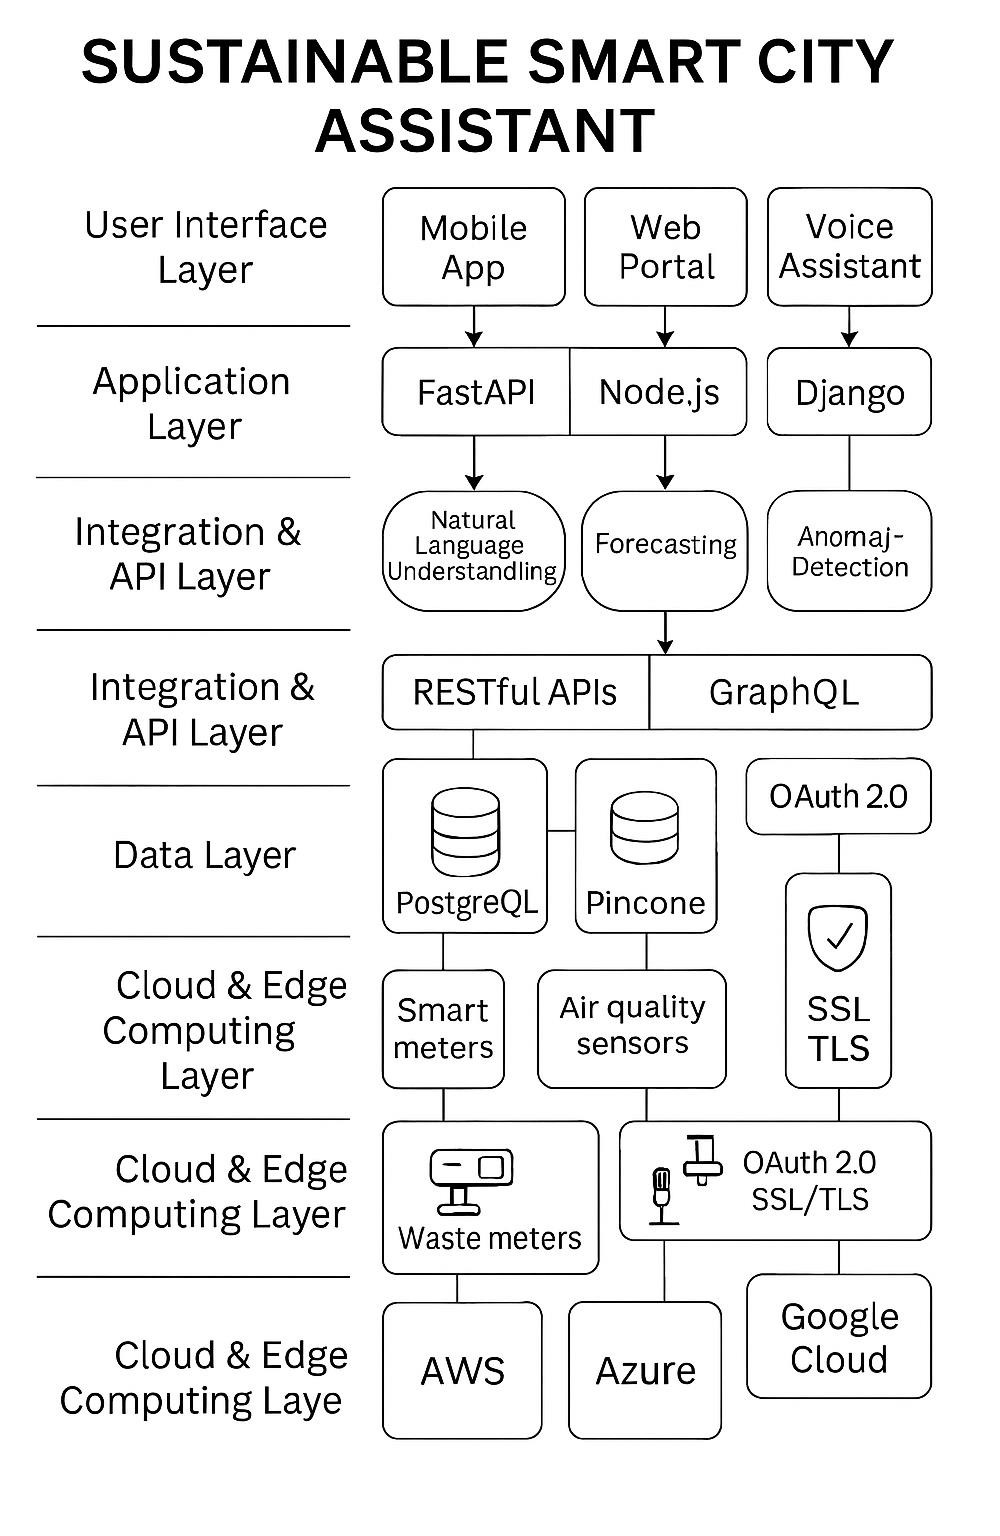 SUSTAINABLE SMART CITY
ASSISTANT
User Interface
Layer
Mobile
App
Web
Portal
Voice
Assistant
Application
Layer
FastAPI
Node.js
Django
Integration &
API Layer
Natural
Language
Understandling
Forecasting
Anomaj-
Detection
Integration &
API Layer
RESTful APIs
GraphQL
Data Layer
PostgreQL
Pincone
OAuth 2.0
SSL
TLS
Cloud & Edge
Computing
Layer
Smart
meters
Air quality
sensors
Cloud & Edge
Computing Layer
Waste meters
OAuth 2.0
SSL/TLS
Cloud & Edge
Computing Laye
AWS
Azure
Google
Cloud